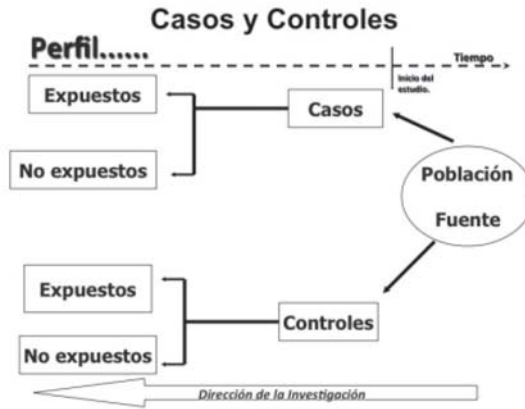 Casos y Controles
Perfil......
Tiempo
Inicio del
estudio.
Expuestos
Casos
No expuestos
Población
Fuente
Expuestos
Controles
No expuestos
Dirección de la Investigación